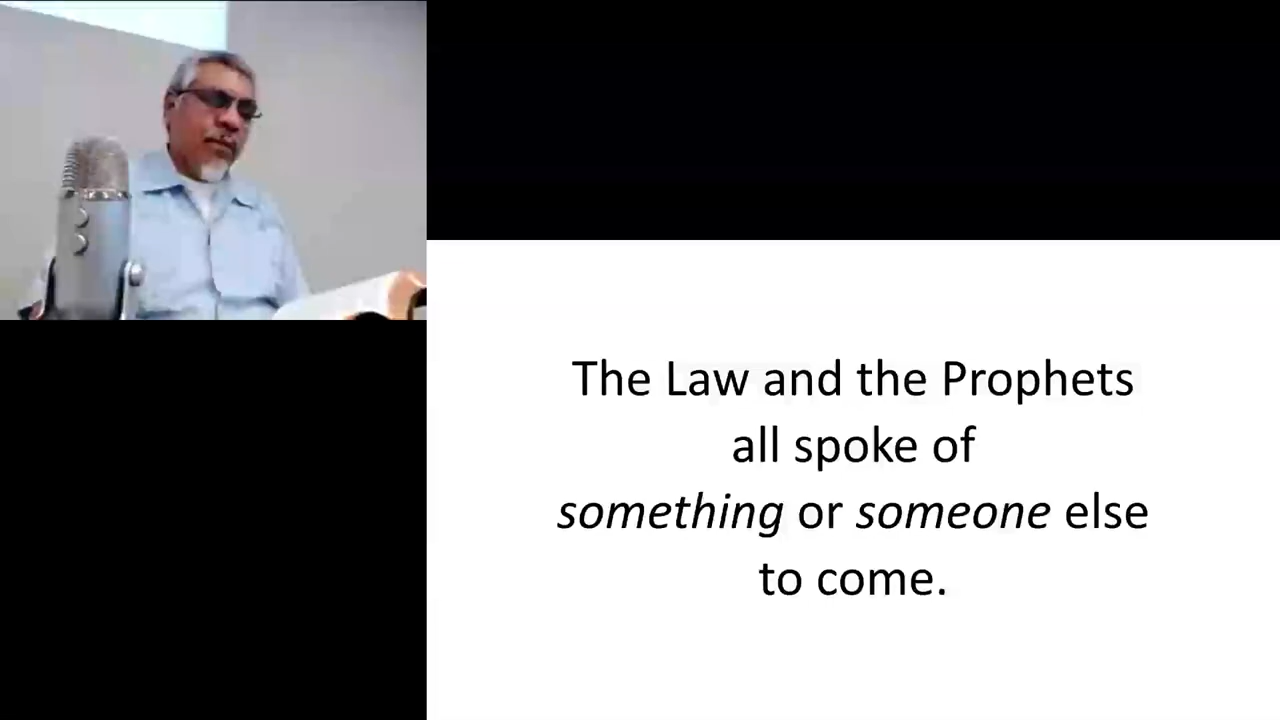 The Law and the Prophets
all spoke of
something or someone else
to come.